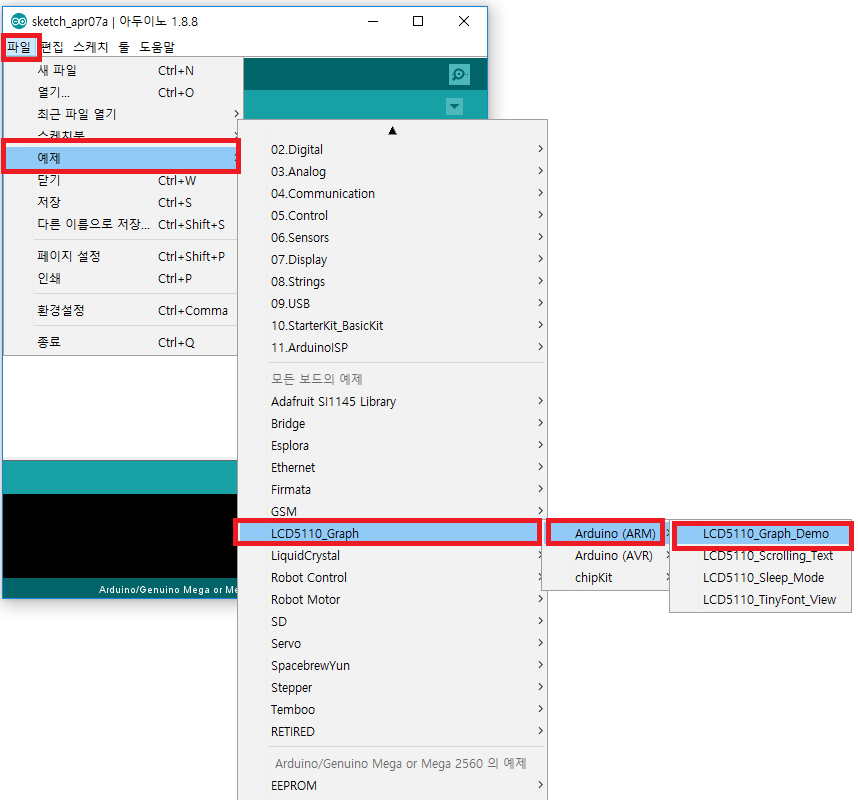 sketch_apr07a | 아두이노 1.8.8
파일 편집 스케치 툴 도움말
새 파일 Ctrl+N
열기... Ctrl+O
최근 파일 열기
스케치북
예제
닫기 Ctrl+W
저장 Ctrl+S
다른 이름으로 저장... Ctrl+Shift+S
페이지 설정 Ctrl+Shift+P
인쇄 Ctrl+P
환경설정 Ctrl+Comma
종료 Ctrl+Q
Arduino/Genuino Mega or Me
02.Digital
03.Analog
04.Communication
05.Control
06.Sensors
07.Display
08.Strings
09.USB
10.StarterKit_BasicKit
11.ArduinoISP
모든 보드의 예제
Adafruit SI1145 Library
Bridge
Esplora
Ethernet
Firmata
GSM
LCD5110_Graph
LiquidCrystal
Robot Control
Robot Motor
SD
Servo
SpacebrewYun
Stepper
Temboo
RETIRED
Arduino/Genuino Mega or Mega 2560 의 예제
EEPROM
Arduino (ARM)
Arduino (AVR)
chipKit
LCD5110_Graph_Demo
LCD5110_Scrolling_Text
LCD5110_Sleep_Mode
LCD5110_TinyFont_View